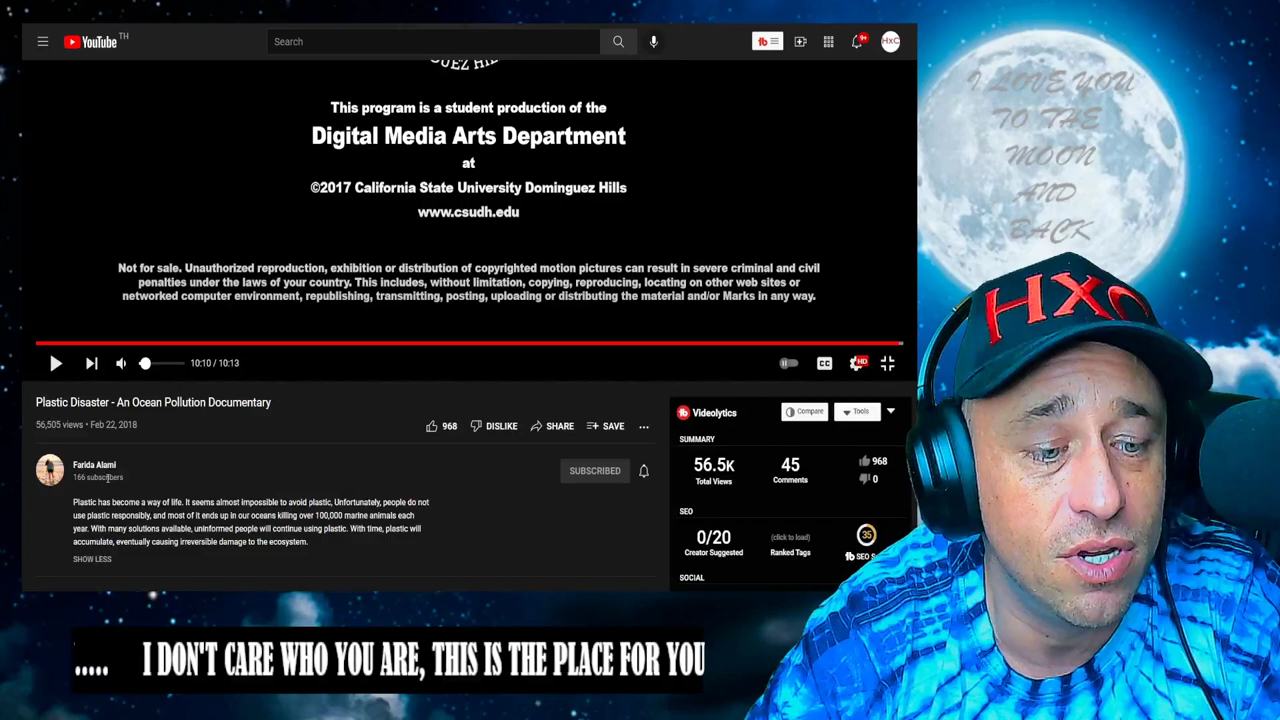 YouTube TH
Search
9+
HxC
I LOVE YOU
TO THE
MOON
AND
BACK
This program is a student production of the
Digital Media Arts Department
at
©2017 California State University Dominguez Hills
www.csudh.edu
Not for sale. Unauthorized reproduction, exhibition or distribution of copyrighted motion pictures can result in severe criminal and civil
penalties under the laws of your country. This includes, without limitation, copying, reproducing, locating on other web sites or
networked computer environment, republishing, transmitting, posting, uploading or distributing the material and/or Marks in any way.
HXC
10:10 / 10:13
CC
HD
Plastic Disaster - An Ocean Pollution Documentary
56,505 views • Feb 22, 2018
968 DISLIKE SHARE SAVE
Farida Alami
166 subscribers
SUBSCRIBED
Plastic has become a way of life. It seems almost impossible to avoid plastic, Unfortunately, people do not
use plastic responsibly, and most of it ends up in our oceans killing over 100,000 marine animals each
year. With many solutions available, uninformed people will continue using plastic. With time, plastic will
accumulate, eventually causing irreversible damage to the ecosystem.
SHOW LESS
tb Videolytics
Compare
Tools
SUMMARY
56.5K 45 968
Total Views Comments 0
SEO
0/20 (click to load) 35
Creator Suggested Ranked Tags tb SEO
SOCIAL
..... I DON'T CARE WHO YOU ARE, THIS IS THE PLACE FOR YOU